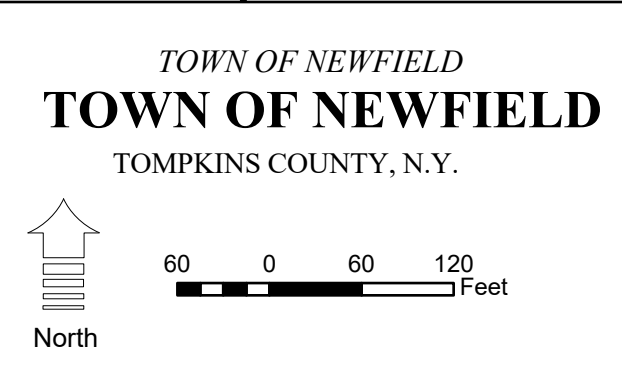 TOWN OF NEWFIELD
TOWN OF NEWFIELD
TOMPKINS COUNTY, N.Y.
60 0 60 120
Feet
North